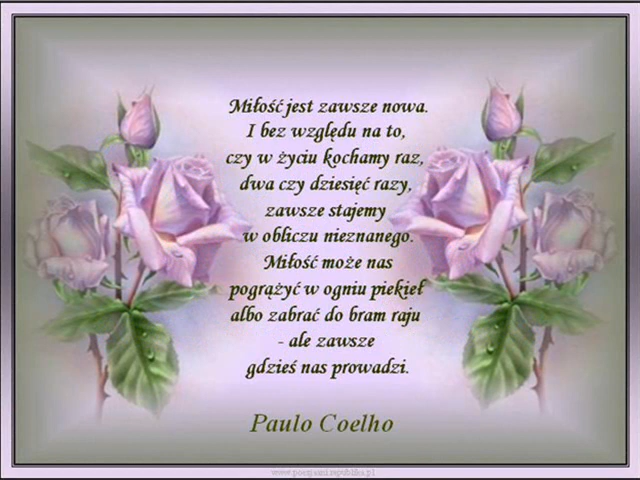 Miłość jest zawsze nowa.
I bez względu na to,
czy w życiu kochamy raz,
dwa czy dziesięć razy,
zawsze stajemy
w obliczu nieznanego.
Miłość może nas
pogrążyć w ogniu piekieł
albo zabrać do bram raju
- ale zawsze
gdzieś nas prowadzi.
Paulo Coelho